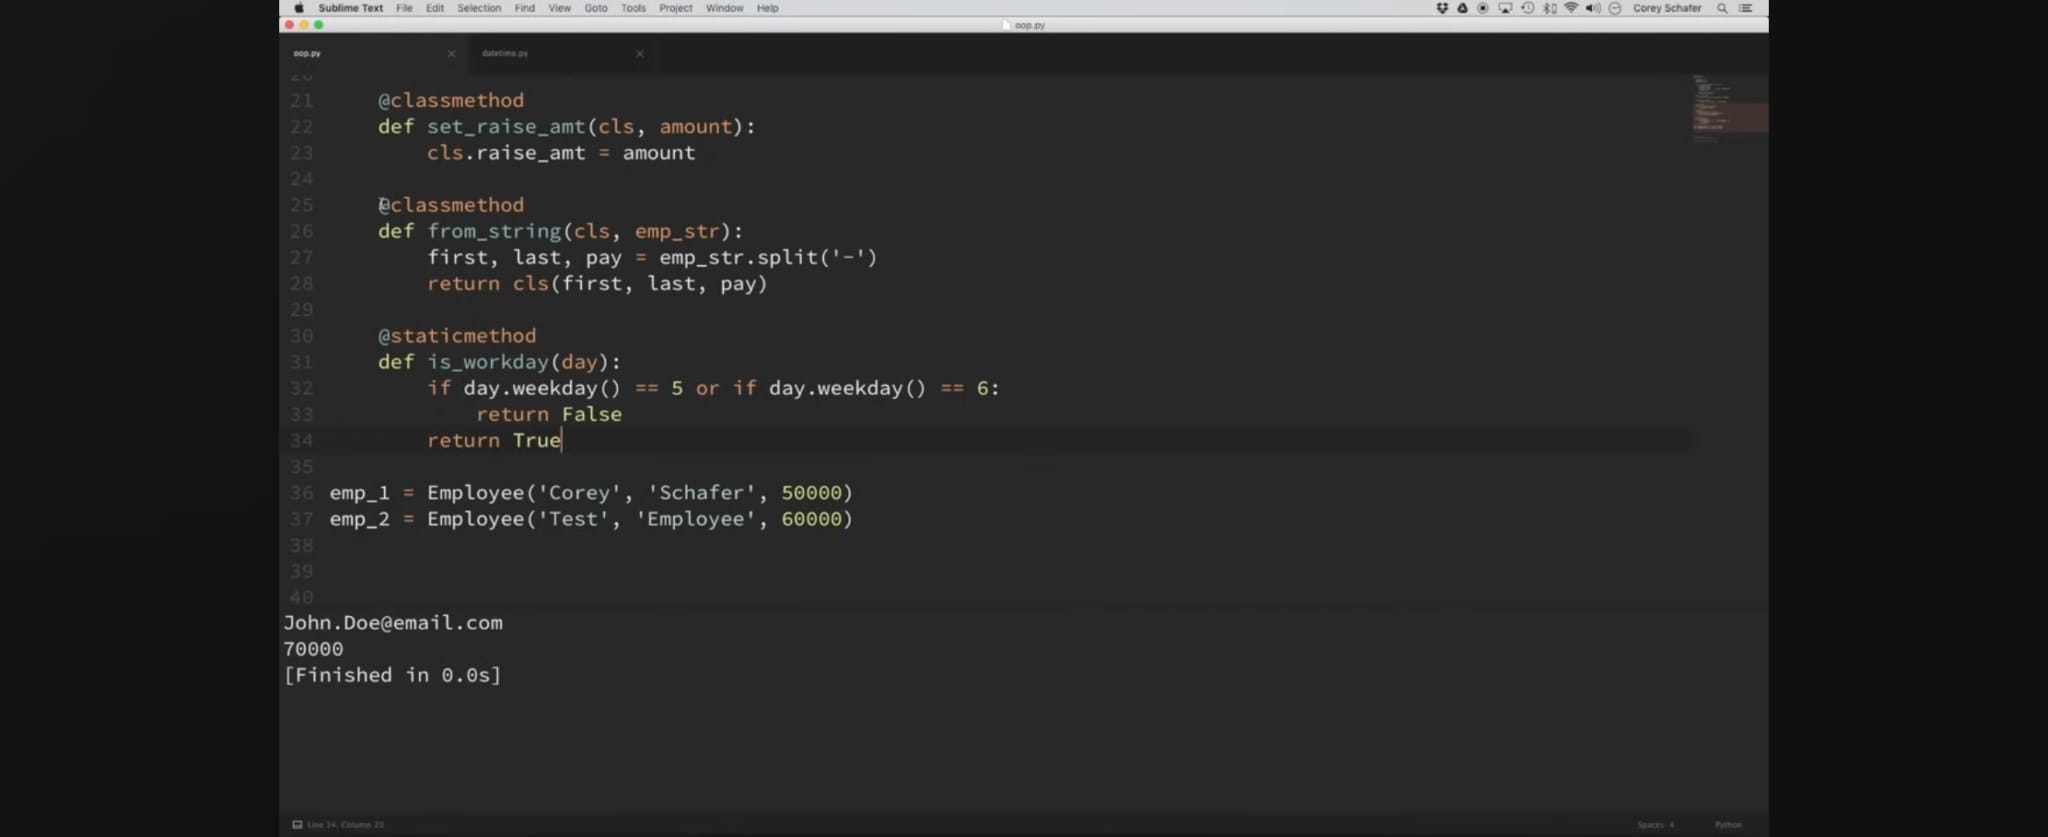 Sublime Text File Edit Selection Find View Goto Tools Project Window Help Corey Schafer
oop.py
oop.py datetime.py
20
21 @classmethod
22 def set_raise_amt(cls, amount):
23 cls.raise_amt = amount
24
25 @classmethod
26 def from_string(cls, emp_str):
27 first, last, pay = emp_str.split('-')
28 return cls(first, last, pay)
29
30 @staticmethod
31 def is_workday(day):
32 if day.weekday() == 5 or if day.weekday() == 6:
33 return False
34 return True
35
36 emp_1 = Employee('Corey', 'Schafer', 50000)
37 emp_2 = Employee('Test', 'Employee', 60000)
38
39
40
John.Doe@email.com
70000
[Finished in 0.0s]
Line 34, Column 20 Spaces: 4 Python